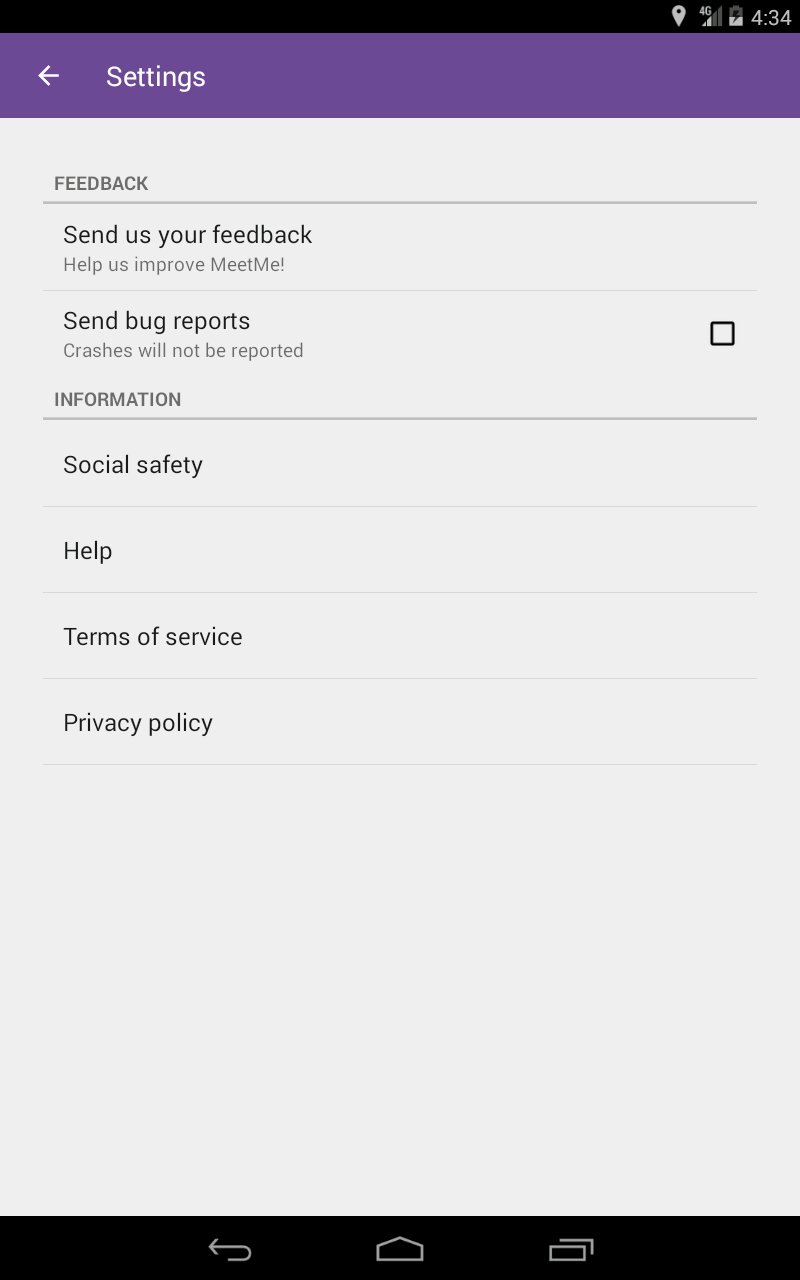 4G 4:34
Settings
FEEDBACK
Send us your feedback
Help us improve MeetMe!
Send bug reports
Crashes will not be reported
INFORMATION
Social safety
Help
Terms of service
Privacy policy